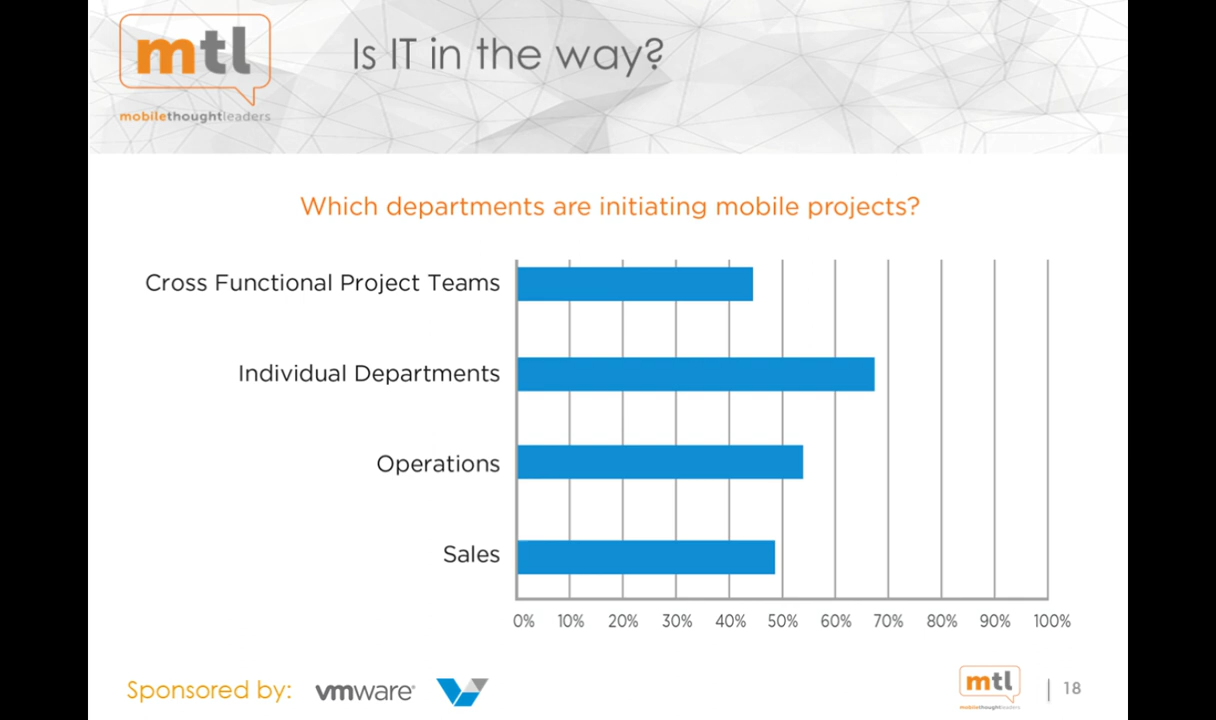 mtl
mobilethoughtleaders
Is IT in the way?
Which departments are initiating mobile projects?
Cross Functional Project Teams
Individual Departments
Operations
Sales
0% 10% 20% 30% 40% 50% 60% 70% 80% 90% 100%
Sponsored by: vmware®
mtl
mobilethoughtleaders
18